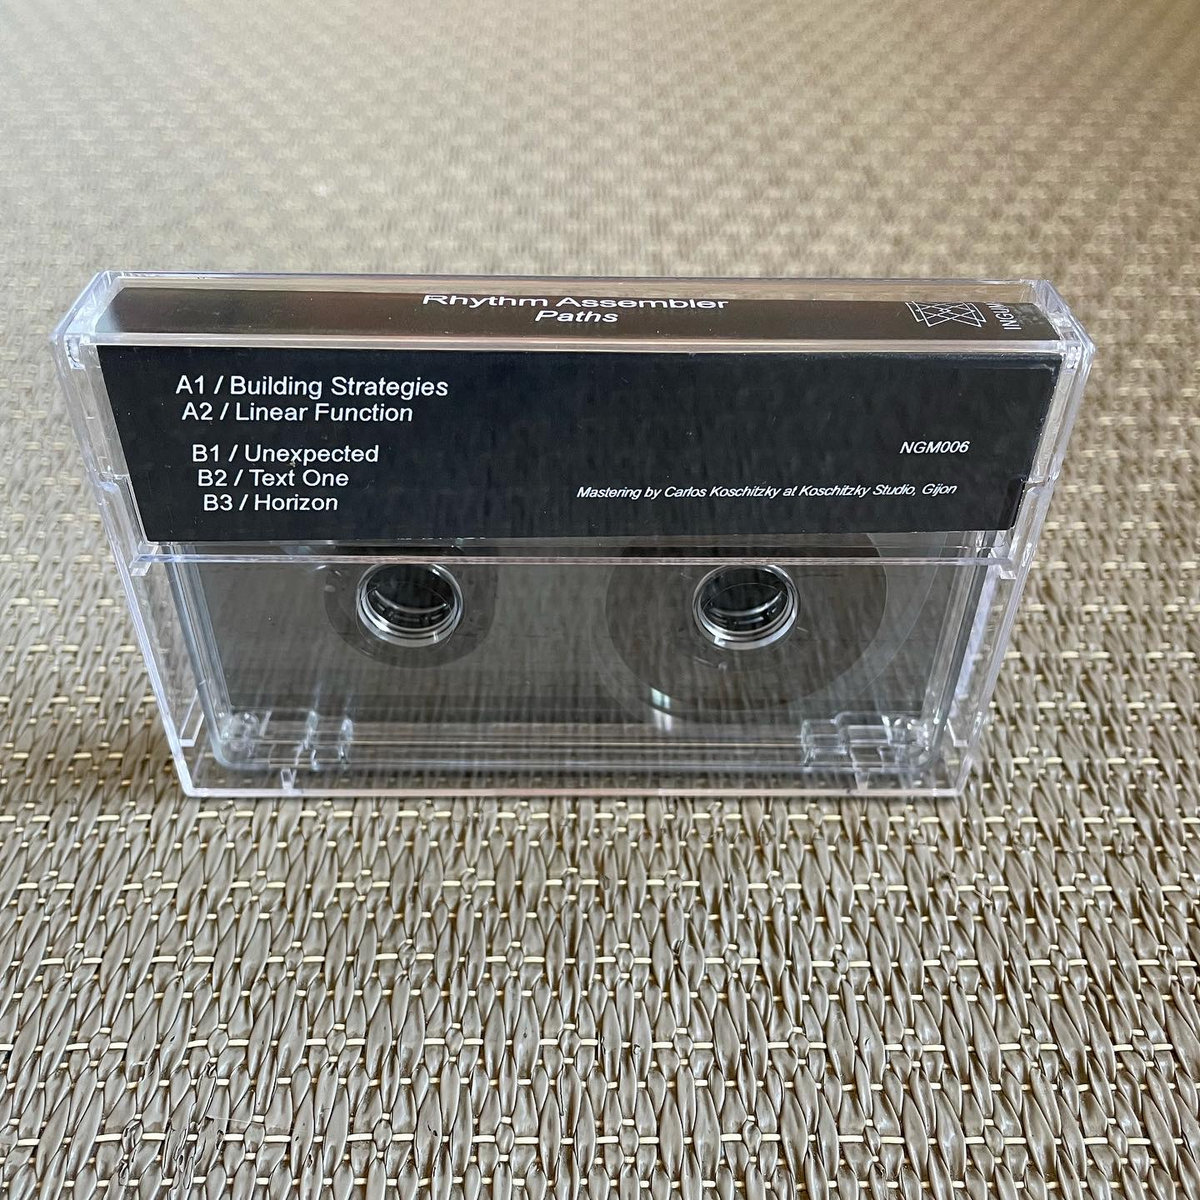 Rhythm Assembler
Paths
A1 / Building Strategies
A2 / Linear Function
B1 / Unexpected
B2 / Text One
B3 / Horizon
NGM006
Mastering by Carlos Koschitzky at Koschitzky Studio, Gijon